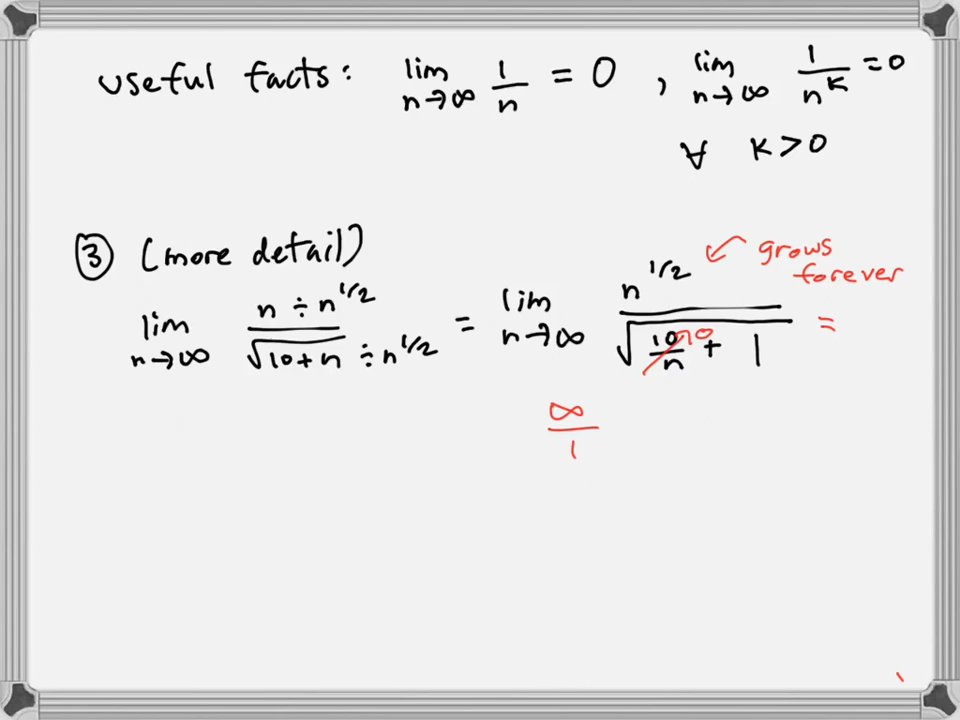 useful facts: lim n→∞ 1/n = 0 , lim n→∞ 1/n^k = 0
∀ k > 0
③ (more detail)
grows
forever
lim n→∞ (n ÷ n^1/2)/(√(10+n) ÷ n^1/2) = lim n→∞ n^1/2/√(10/n + 1) =
0
∞/1